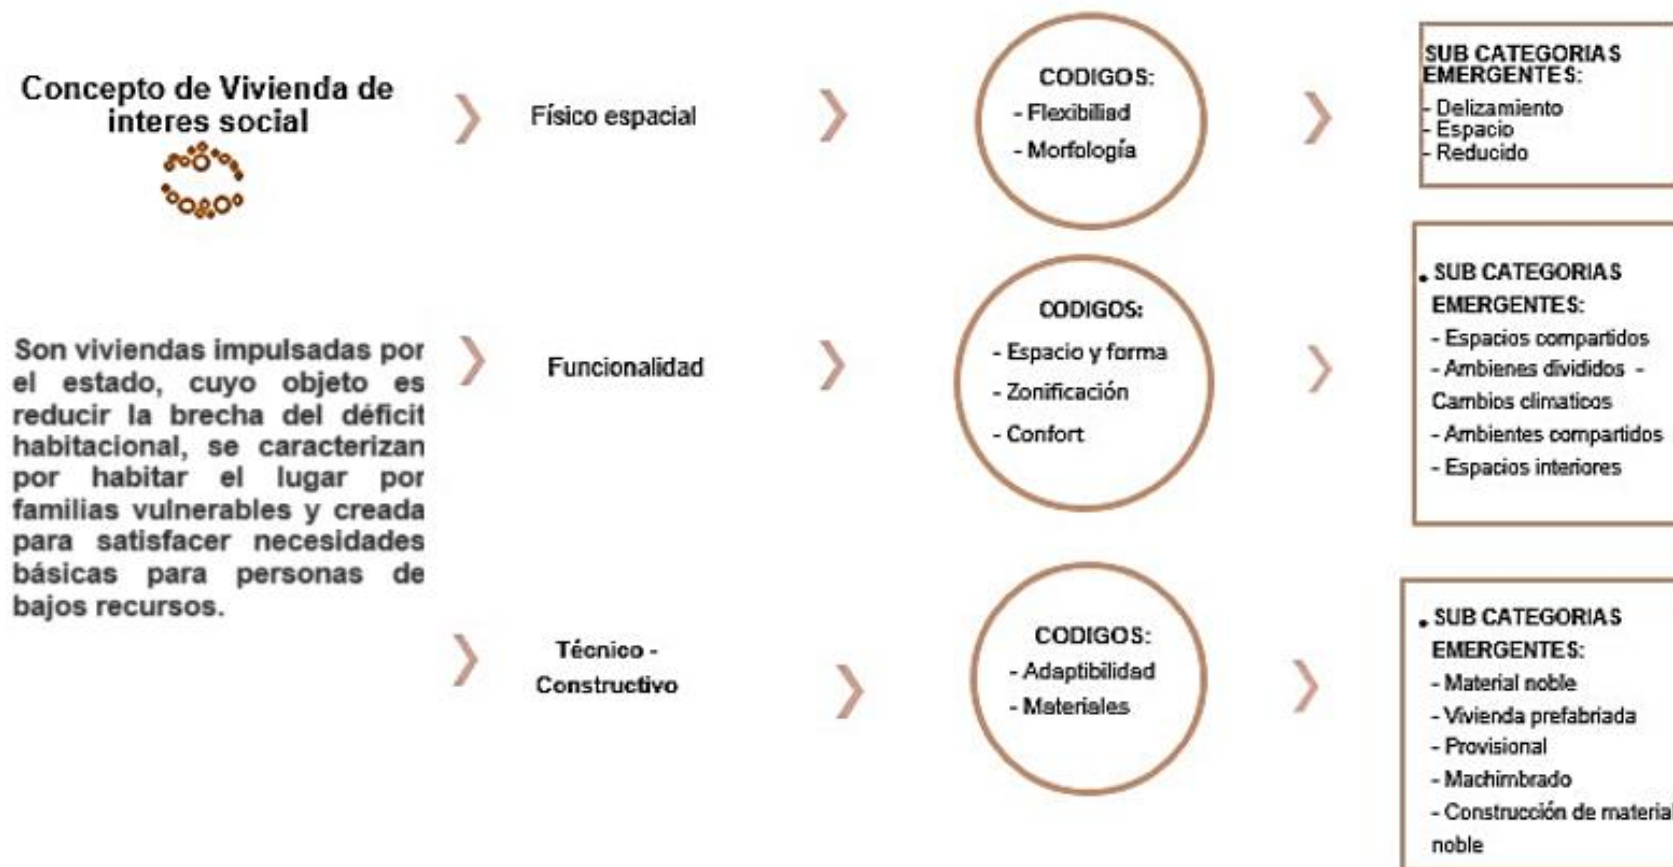 Concepto de Vivienda de
interes social
Son viviendas impulsadas por
el estado, cuyo objeto es
reducir la brecha del déficit
habitacional, se caracterizan
por habitar el lugar por
familias vulnerables y creada
para satisfacer necesidades
básicas para personas de
bajos recursos.
Físico espacial
CODIGOS:
- Flexibiliad
- Morfología
SUB CATEGORIAS
EMERGENTES:
- Delizamiento
- Espacio
- Reducido
Funcionalidad
CODIGOS:
- Espacio y forma
- Zonificación
- Confort
. SUB CATEGORIAS
EMERGENTES:
- Espacios compartidos
- Ambienes divididos -
Cambios climaticos
- Ambientes compartidos
- Espacios interiores
Técnico -
Constructivo
CODIGOS:
- Adaptibilidad
- Materiales
. SUB CATEGORIAS
EMERGENTES:
- Material noble
- Vivienda prefabriada
- Provisional
- Machimbrado
- Construcción de material
noble